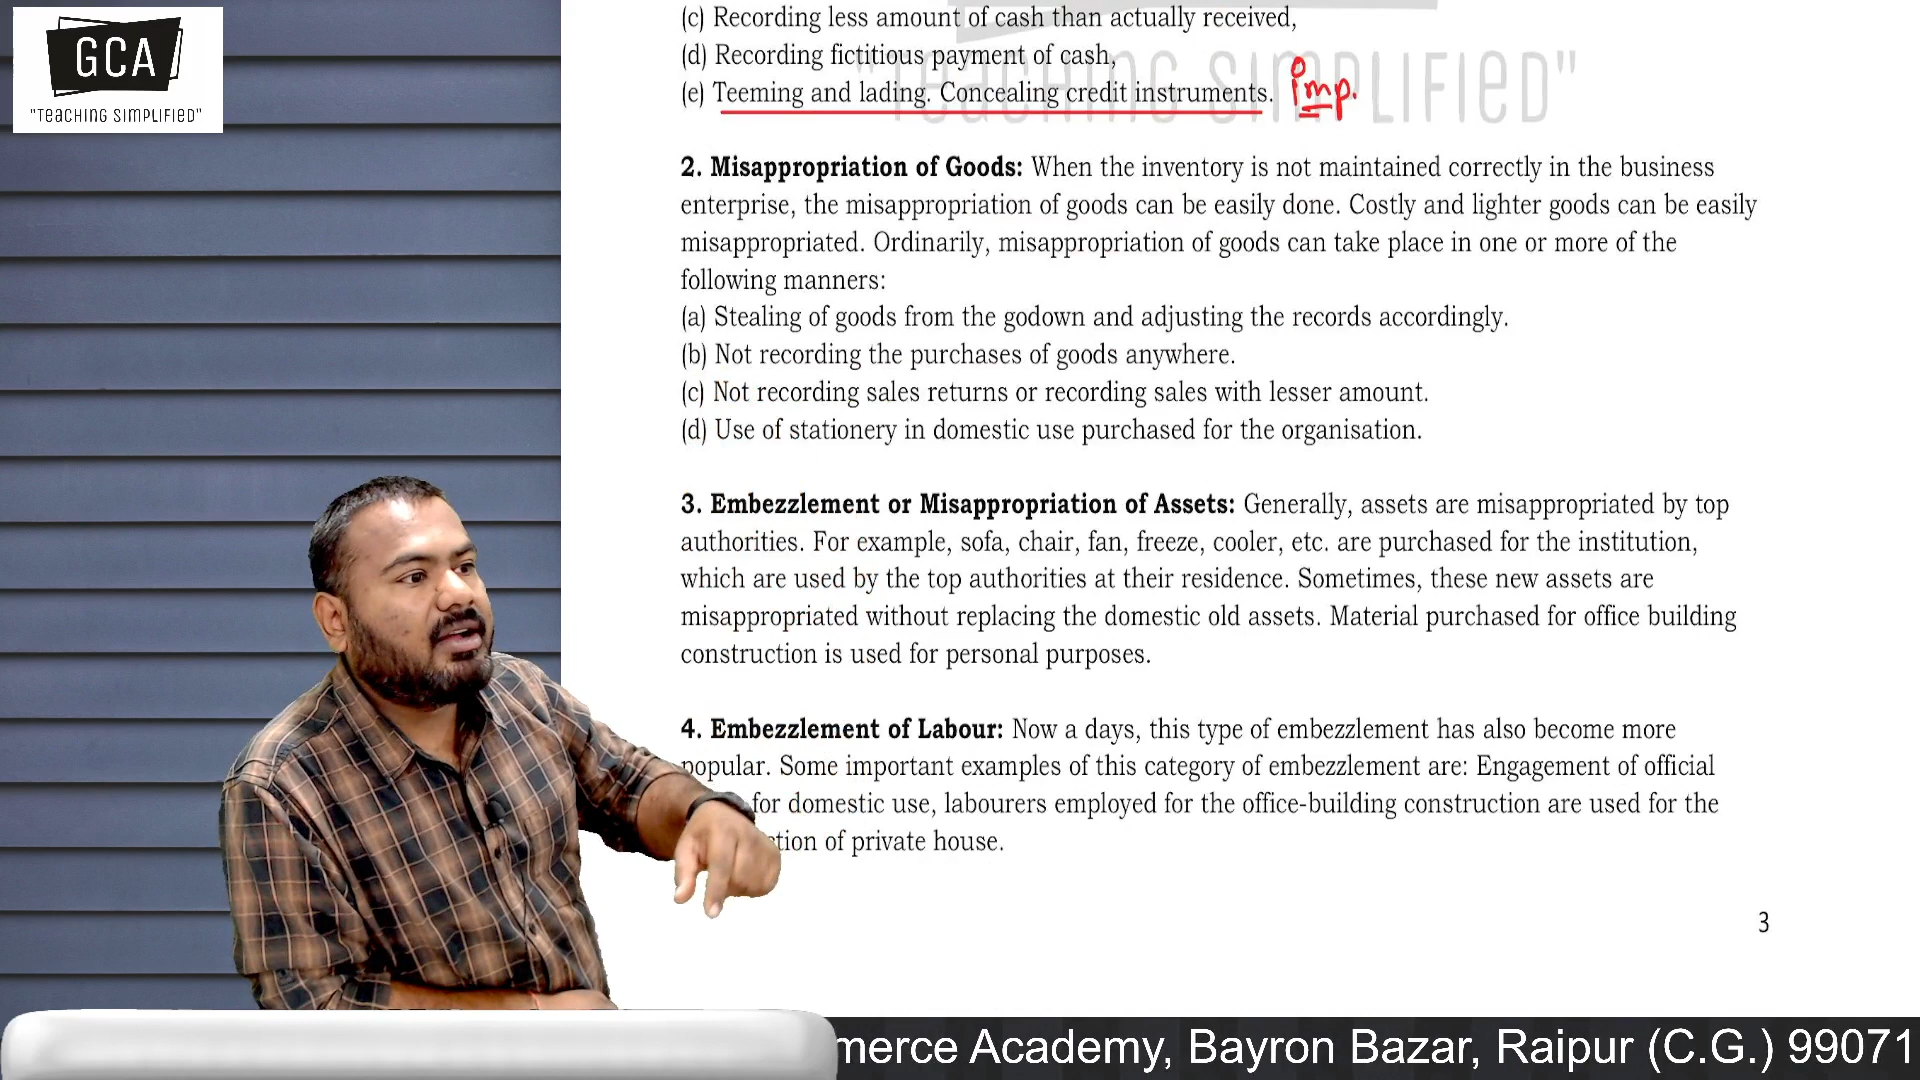 GCA
"TEACHING SIMPLIFIED"
(c) Recording less amount of cash than actually received,
(d) Recording fictitious payment of cash,
(e) Teeming and lading. Concealing credit instruments. imp.
"TEACHING SIMPLIFIED"
2. Misappropriation of Goods: When the inventory is not maintained correctly in the business
enterprise, the misappropriation of goods can be easily done. Costly and lighter goods can be easily
misappropriated. Ordinarily, misappropriation of goods can take place in one or more of the
following manners:
(a) Stealing of goods from the godown and adjusting the records accordingly.
(b) Not recording the purchases of goods anywhere.
(c) Not recording sales returns or recording sales with lesser amount.
(d) Use of stationery in domestic use purchased for the organisation.
3. Embezzlement or Misappropriation of Assets: Generally, assets are misappropriated by top
authorities. For example, sofa, chair, fan, freeze, cooler, etc. are purchased for the institution,
which are used by the top authorities at their residence. Sometimes, these new assets are
misappropriated without replacing the domestic old assets. Material purchased for office building
construction is used for personal purposes.
4. Embezzlement of Labour: Now a days, this type of embezzlement has also become more
popular. Some important examples of this category of embezzlement are: Engagement of official
for domestic use, labourers employed for the office-building construction are used for the
tion of private house.
3
merce Academy, Bayron Bazar, Raipur (C.G.) 99071